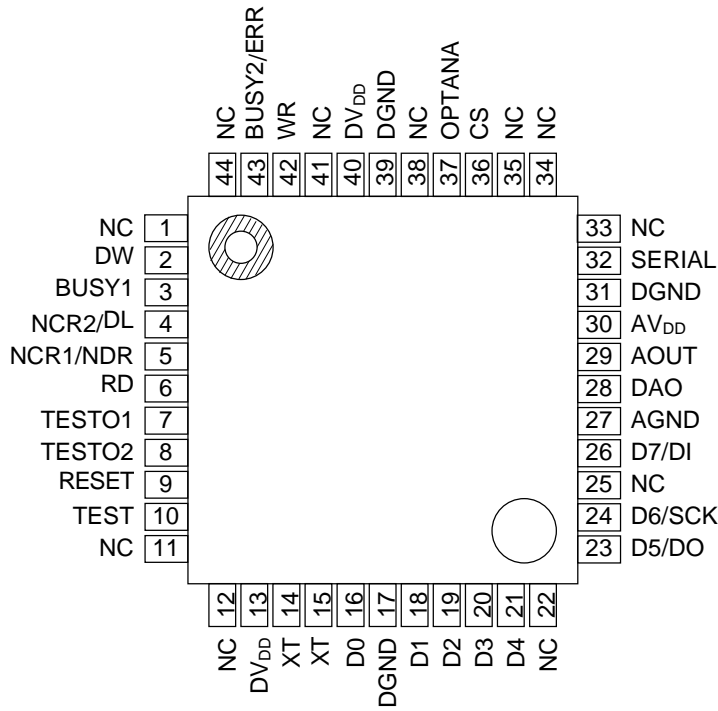 NC
BUSY2/ERR
WR
NC
DVDD
DGND
NC
OPTANA
CS
NC
NC
44
43
42
41
40
39
38
37
36
35
34
NC 1
DW 2
BUSY1 3
NCR2/DL 4
NCR1/NDR 5
RD 6
TESTO1 7
TESTO2 8
RESET 9
TEST 10
NC 11
33 NC
32 SERIAL
31 DGND
30 AVDD
29 AOUT
28 DAO
27 AGND
26 D7/DI
25 NC
24 D6/SCK
23 D5/DO
12
13
14
15
16
17
18
19
20
21
22
NC
DVDD
XT
XT
D0
DGND
D1
D2
D3
D4
NC